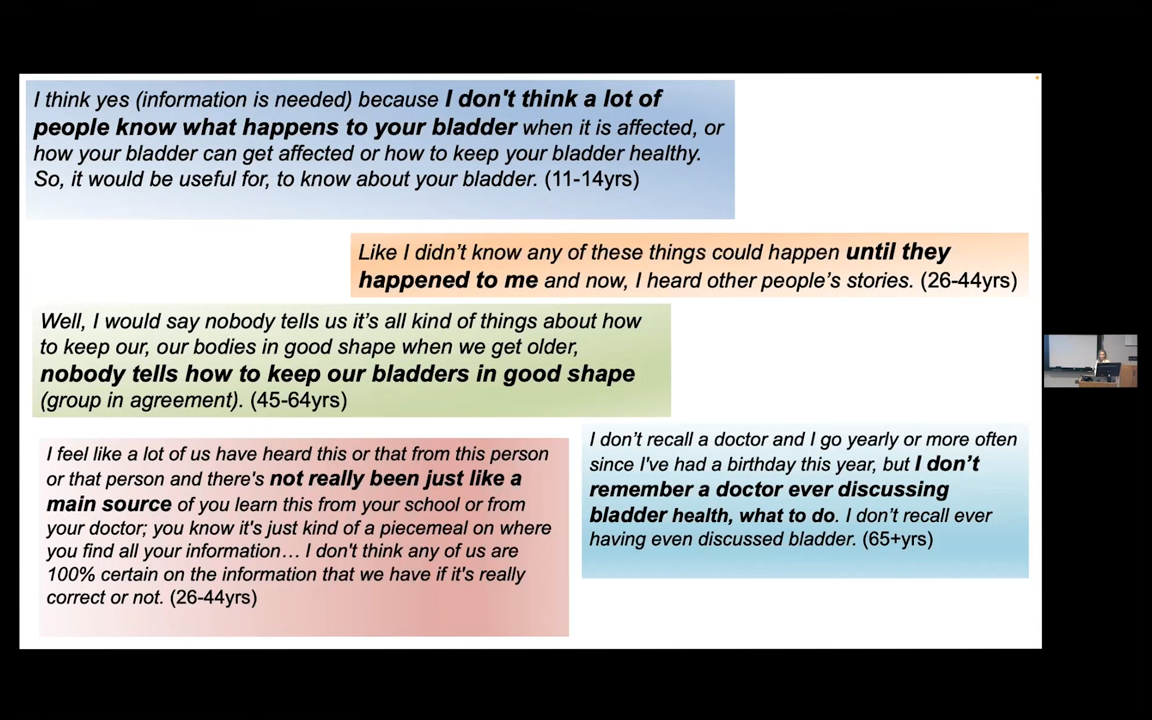 I think yes (information is needed) because I don't think a lot of
people know what happens to your bladder when it is affected, or
how your bladder can get affected or how to keep your bladder healthy.
So, it would be useful for, to know about your bladder. (11-14yrs)
Like I didn’t know any of these things could happen until they
happened to me and now, I heard other people’s stories. (26-44yrs)
Well, I would say nobody tells us it’s all kind of things about how
to keep our, our bodies in good shape when we get older,
nobody tells how to keep our bladders in good shape
(group in agreement). (45-64yrs)
I feel like a lot of us have heard this or that from this person
or that person and there's not really been just like a
main source of you learn this from your school or from
your doctor; you know it's just kind of a piecemeal on where
you find all your information… I don't think any of us are
100% certain on the information that we have if it's really
correct or not. (26-44yrs)
I don’t recall a doctor and I go yearly or more often
since I've had a birthday this year, but I don’t
remember a doctor ever discussing
bladder health, what to do. I don’t recall ever
having even discussed bladder. (65+yrs)